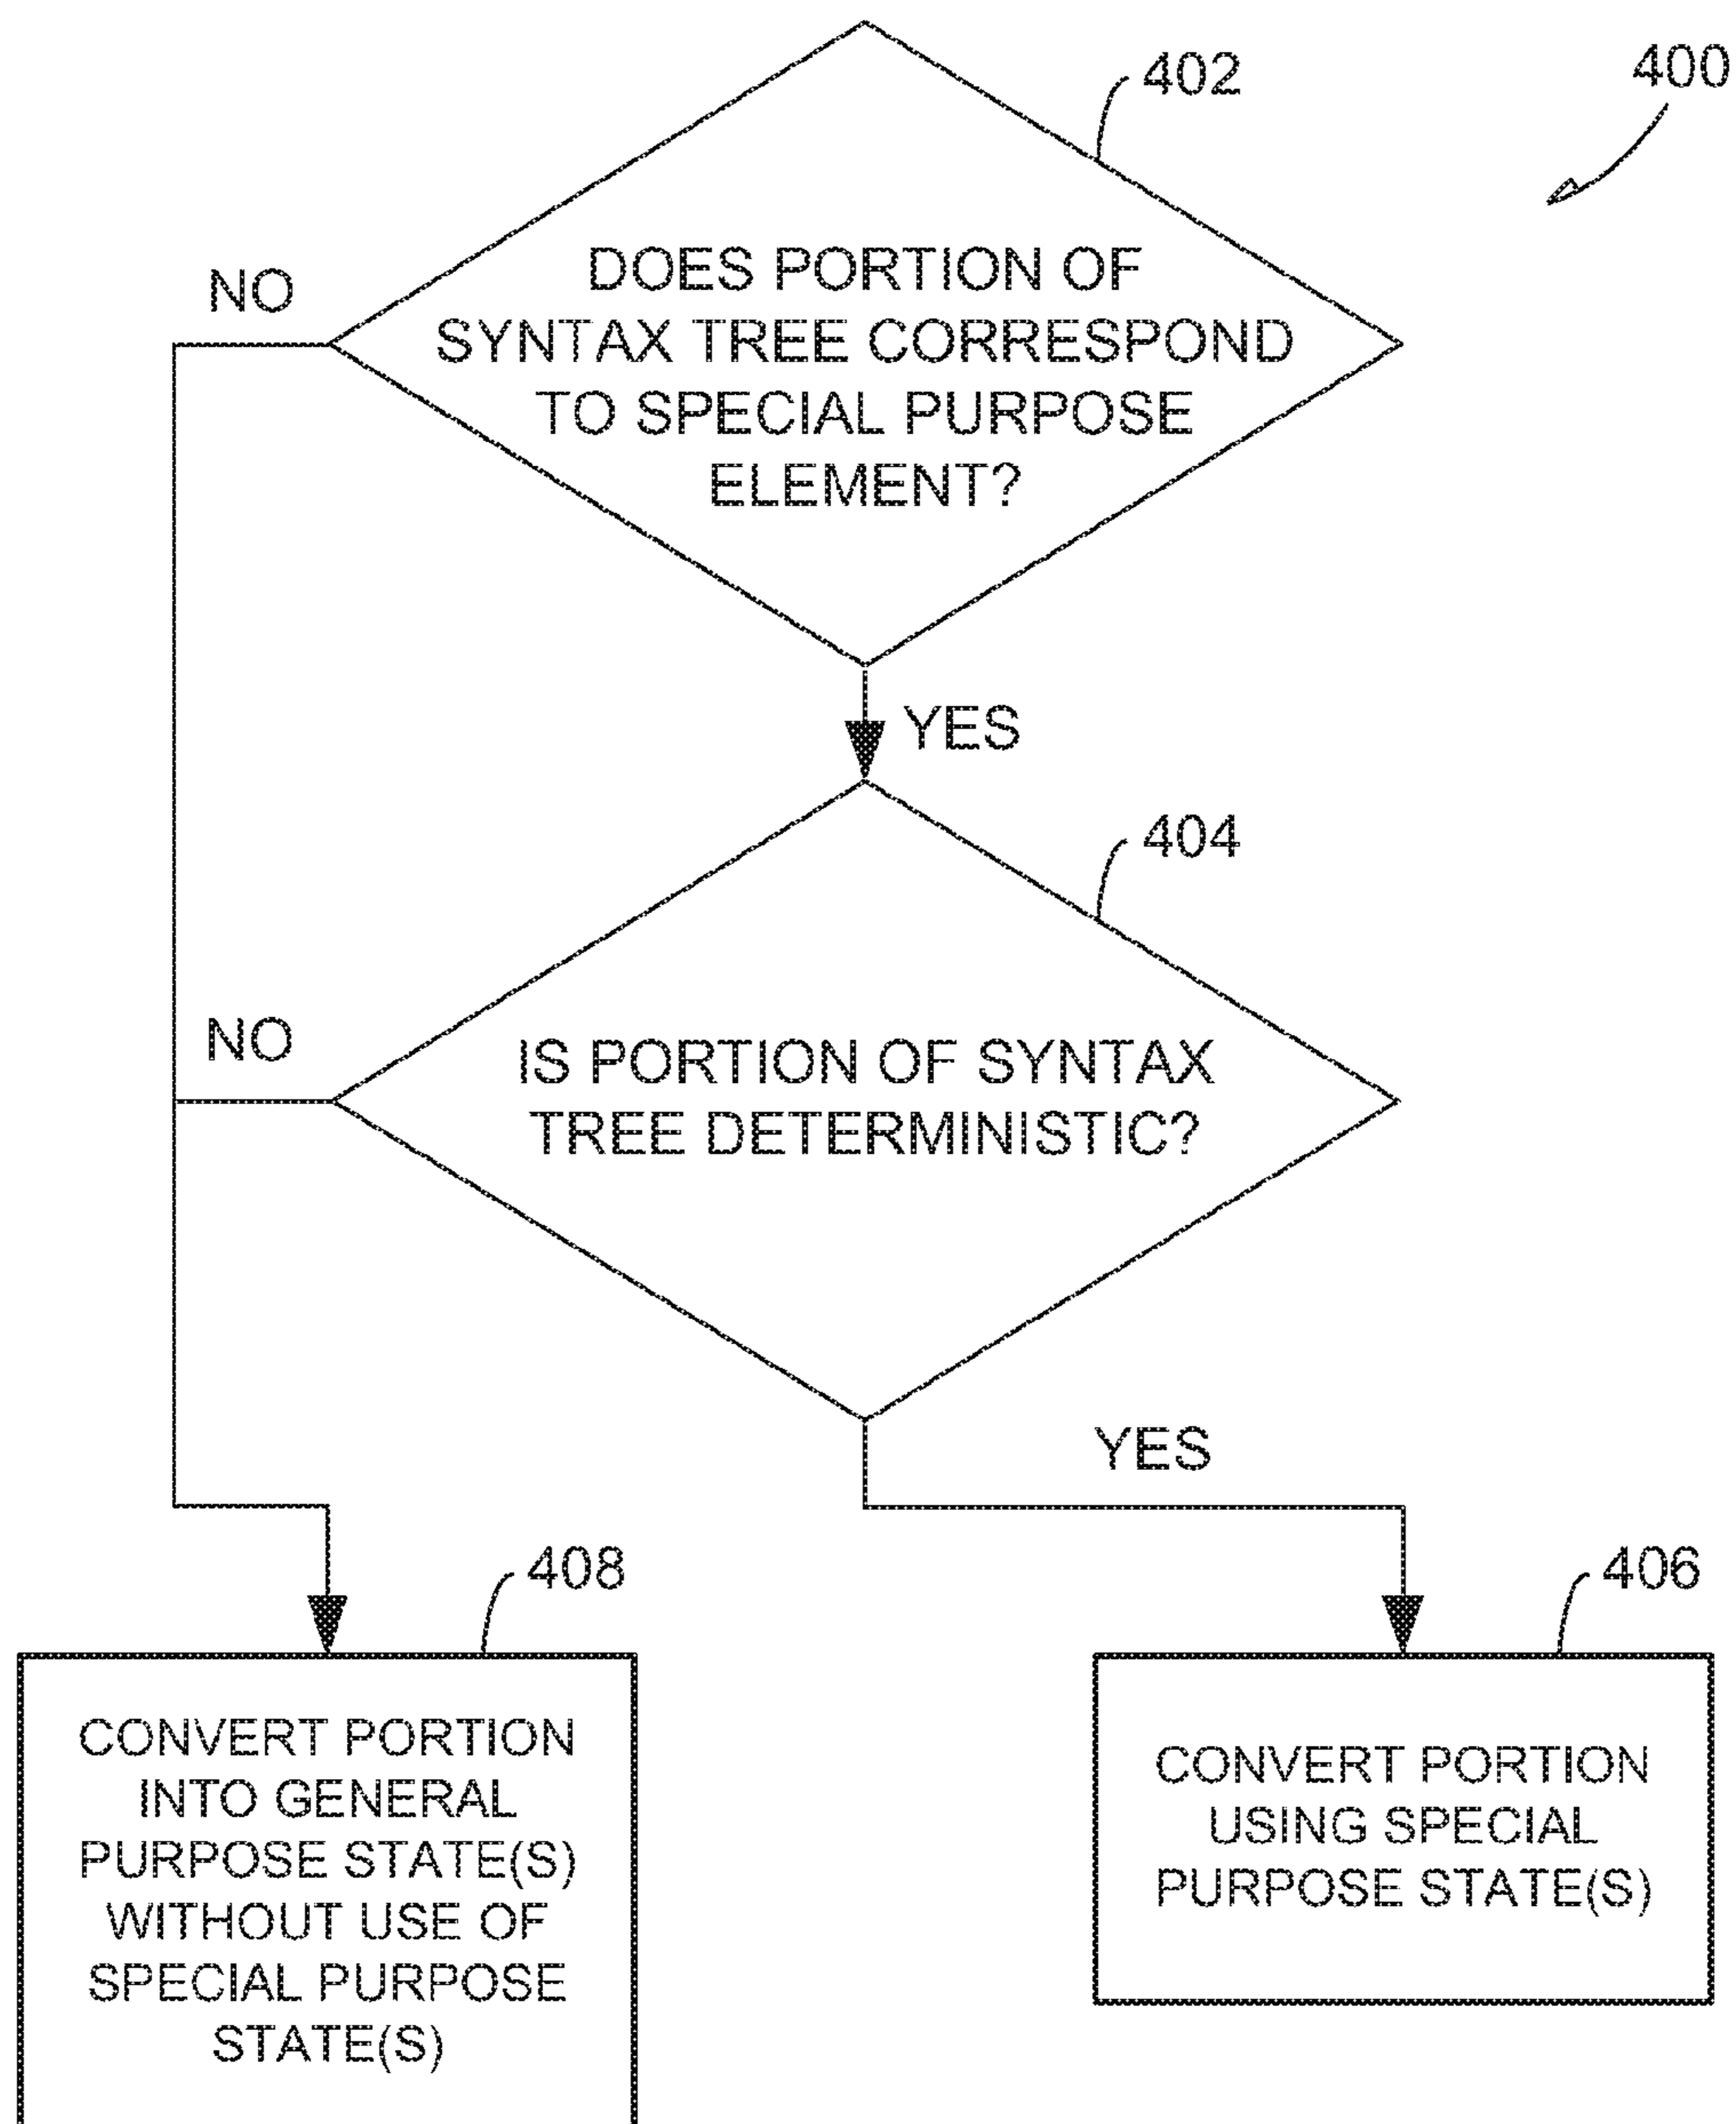 402
400
DOES PORTION OF
SYNTAX TREE CORRESPOND
TO SPECIAL PURPOSE
ELEMENT?
NO
YES
404
IS PORTION OF SYNTAX
TREE DETERMINISTIC?
NO
YES
408
406
CONVERT PORTION
INTO GENERAL
PURPOSE STATE(S)
WITHOUT USE OF
SPECIAL PURPOSE
STATE(S)
CONVERT PORTION
USING SPECIAL
PURPOSE STATE(S)